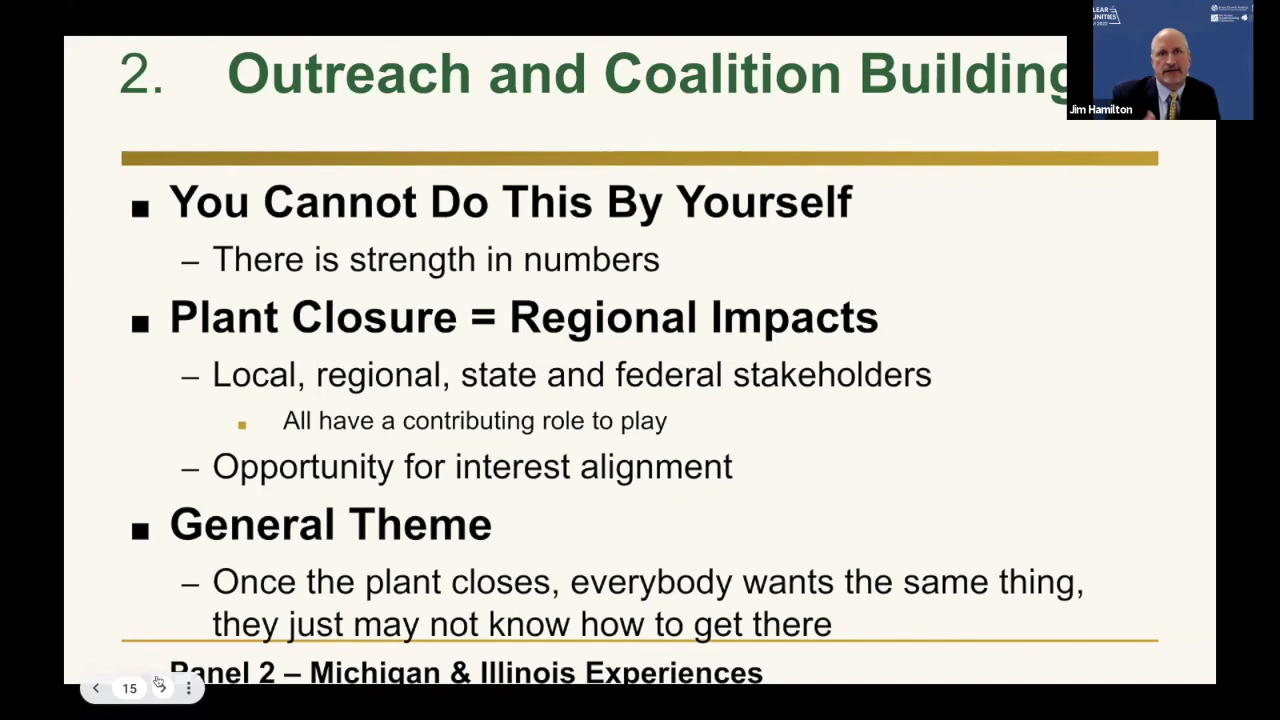 2. Outreach and Coalition Building
LEAR
UNITIES
2022
Jim Hamilton
■ You Cannot Do This By Yourself
– There is strength in numbers
■ Plant Closure = Regional Impacts
– Local, regional, state and federal stakeholders
■ All have a contributing role to play
– Opportunity for interest alignment
■ General Theme
– Once the plant closes, everybody wants the same thing,
they just may not know how to get there
Panel 2 – Michigan & Illinois Experiences
15